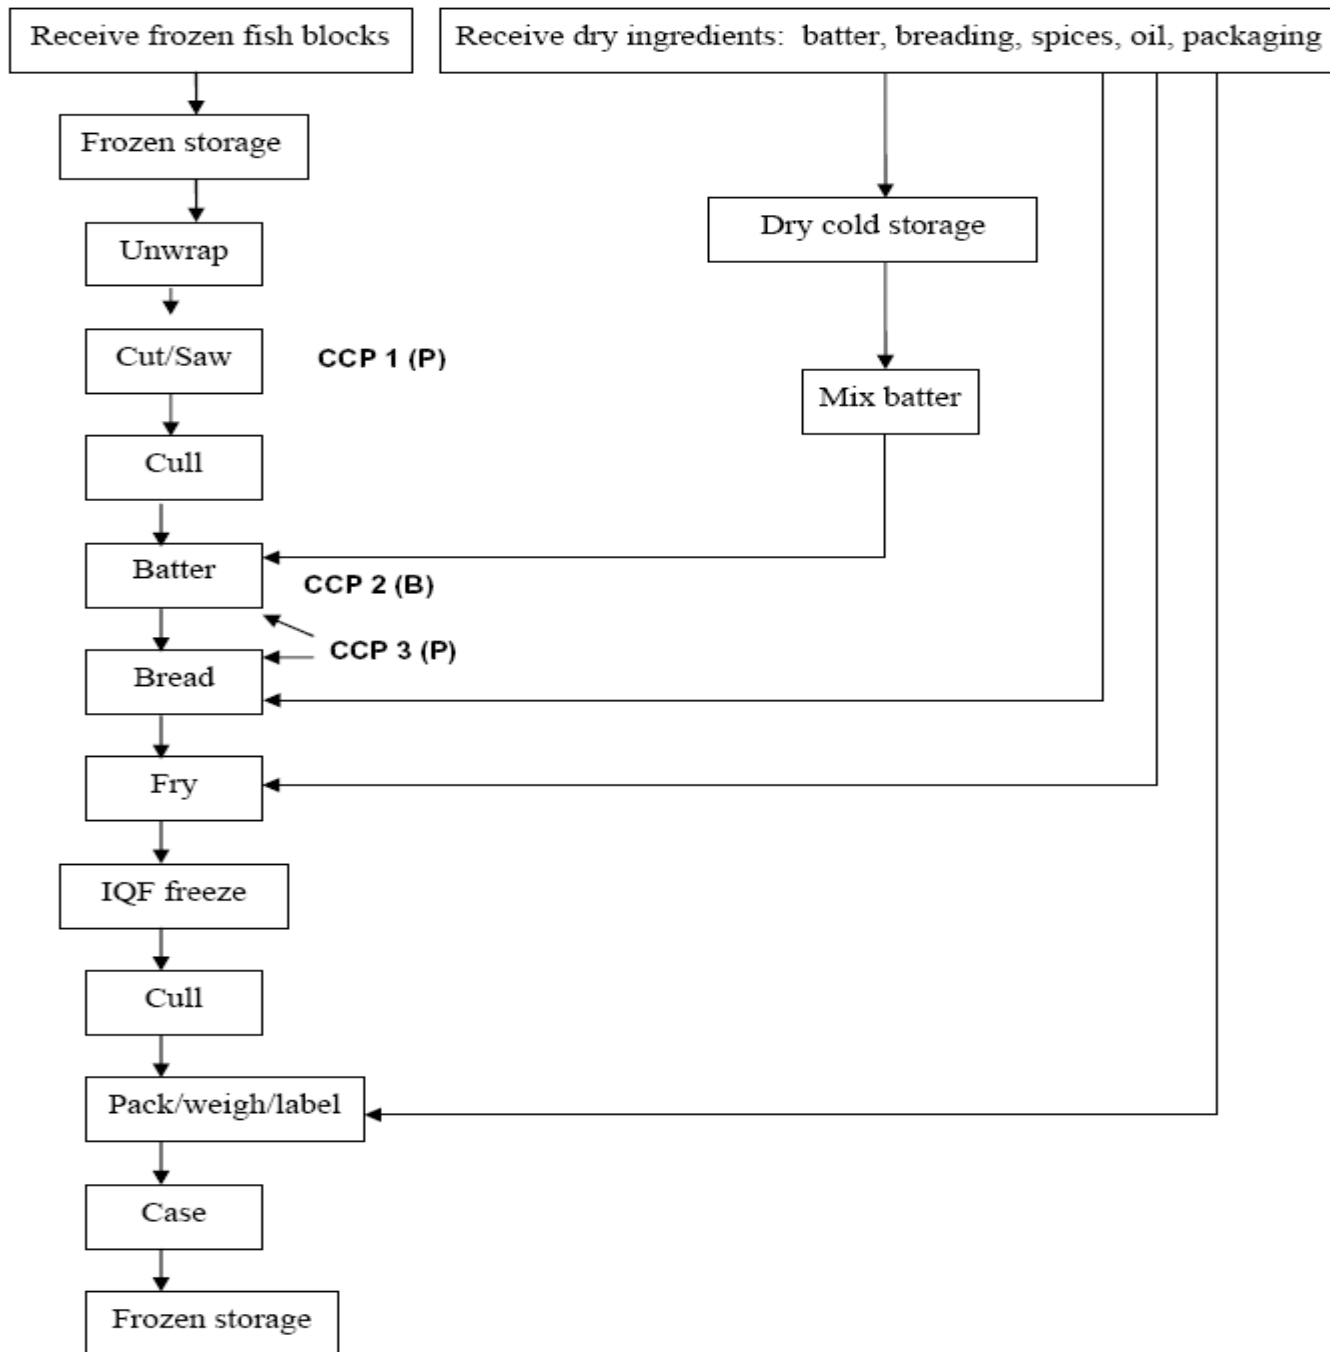 Receive frozen fish blocks
Receive dry ingredients: batter, breading, spices, oil, packaging
Frozen storage
Unwrap
Dry cold storage
Cut/Saw
CCP 1 (P)
Mix batter
Cull
Batter
CCP 2 (B)
CCP 3 (P)
Bread
Fry
IQF freeze
Cull
Pack/weigh/label
Case
Frozen storage